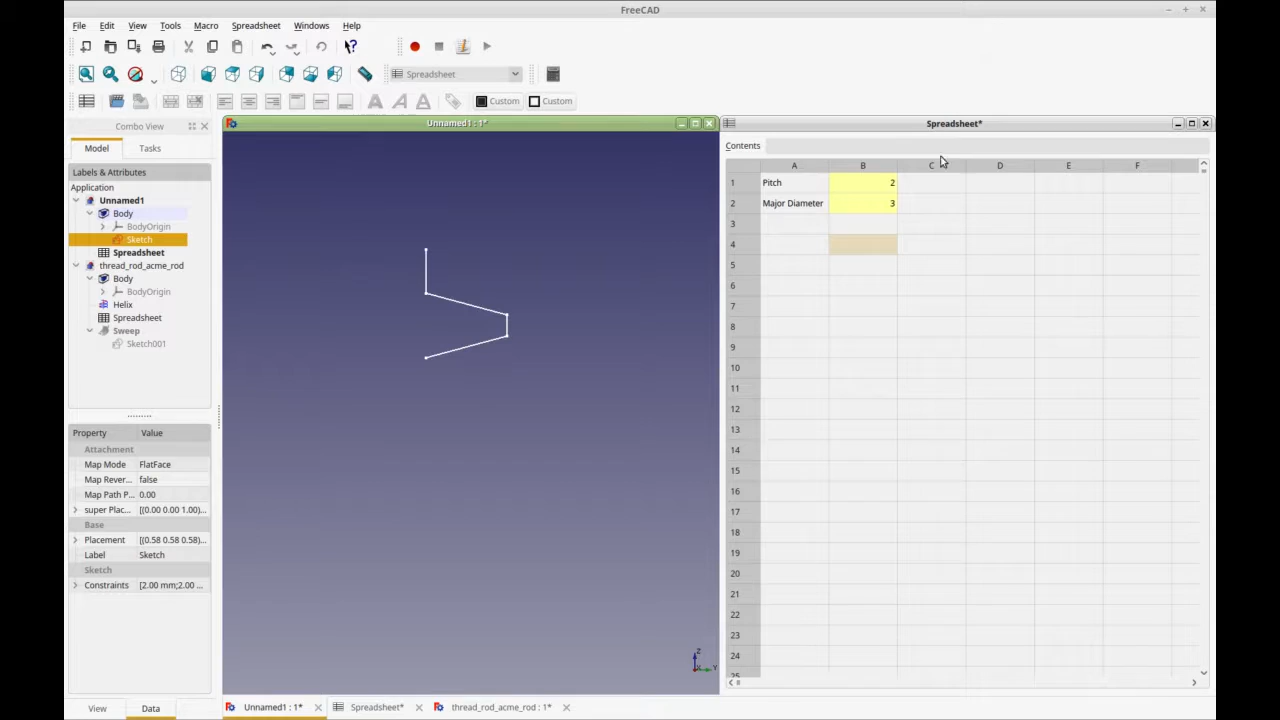 FreeCAD
File Edit View Tools Macro Spreadsheet Windows Help
Spreadsheet
Custom Custom
Combo View
Model Tasks
Labels & Attributes
Application
Unnamed1
Body
BodyOrigin
Sketch
Spreadsheet
thread_rod_acme_rod
Body
BodyOrigin
Helix
Spreadsheet
Sweep
Sketch001
Property Value
Attachment
Map Mode FlatFace
Map Rever... false
Map Path P... 0.00
super Plac... [(0.00 0.00 1.00)...
Base
Placement [(0.58 0.58 0.58)...
Label Sketch
Sketch
Constraints [2.00 mm;2.00 ...
View Data
Unnamed1 : 1*
Z
Y
Spreadsheet*
Contents
A B C D E F
1 Pitch 2
2 Major Diameter 3
3
4
5
6
7
8
9
10
11
12
13
14
15
16
17
18
19
20
21
22
23
24
25
Unnamed1 : 1* Spreadsheet* thread_rod_acme_rod : 1*